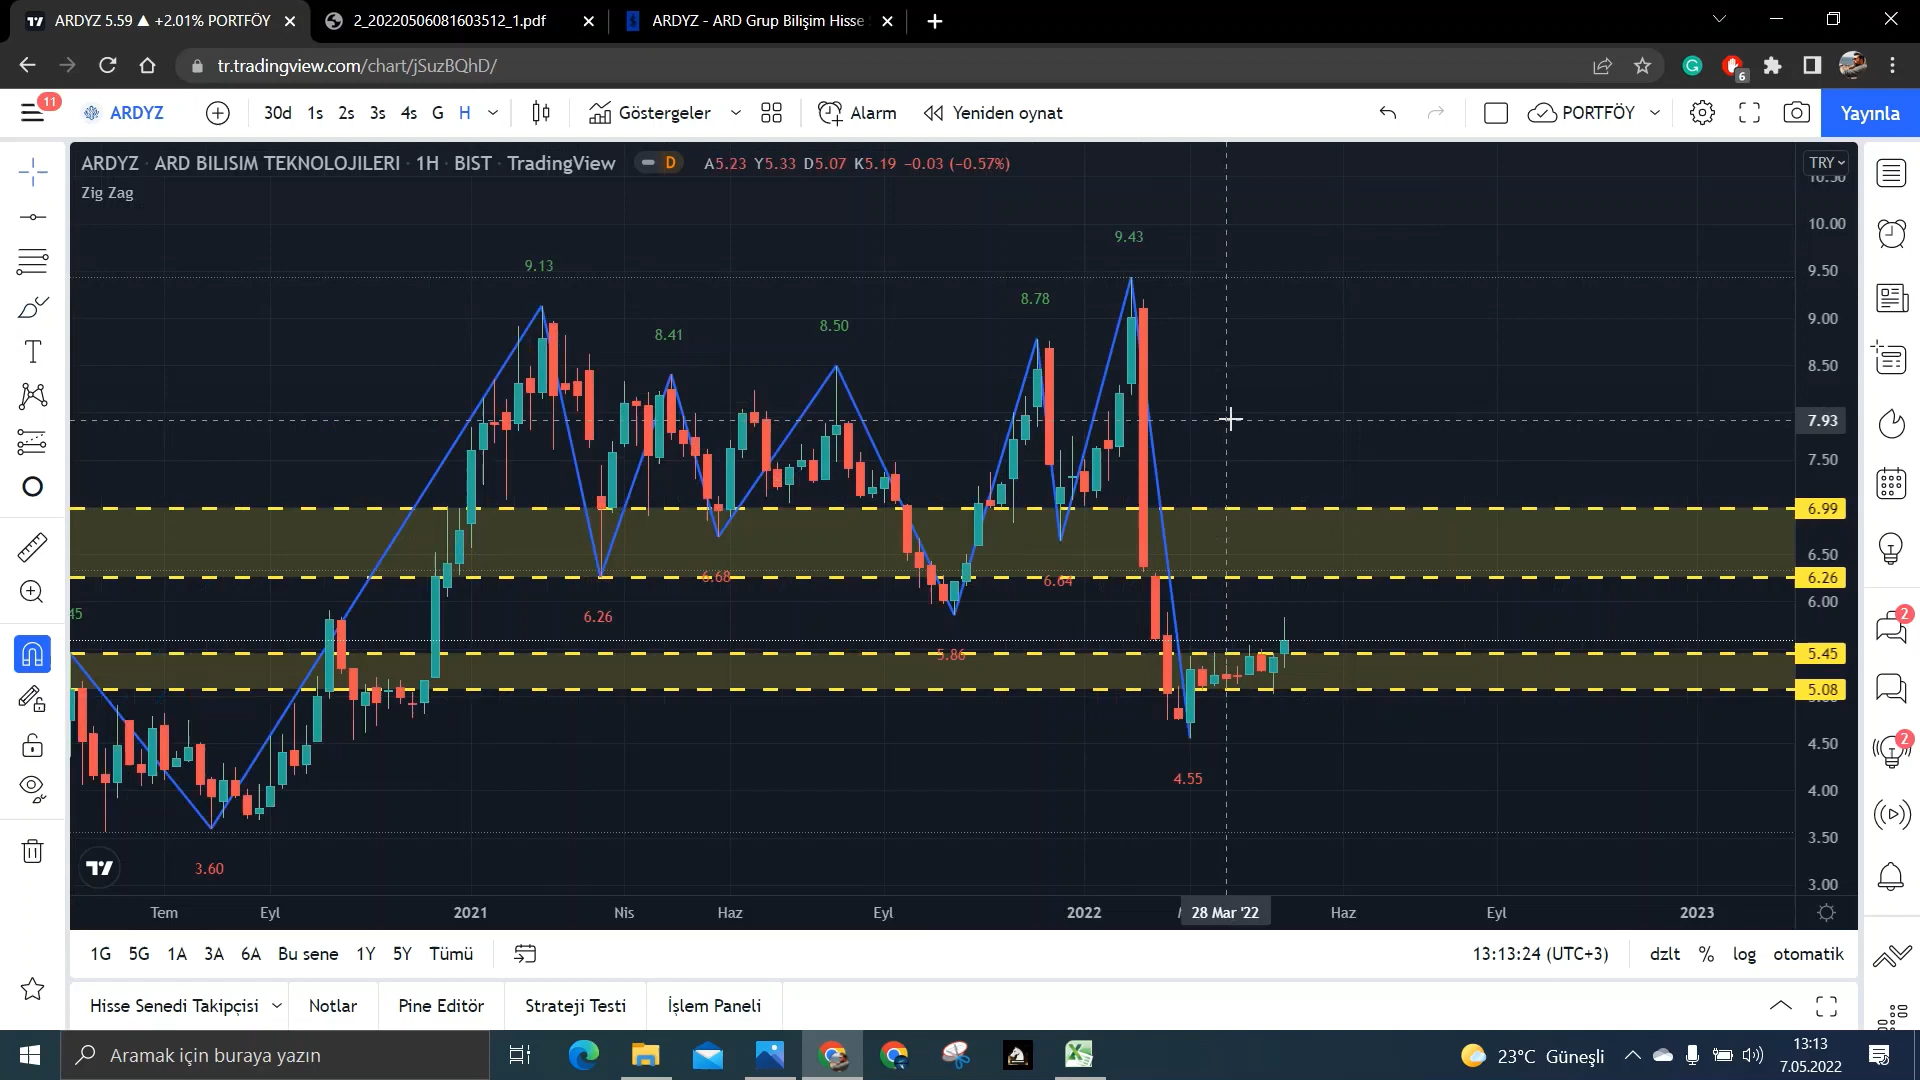 ARDYZ 5.59 ▲ +2.01% PORTFÖY
2_20220506081603512_1.pdf
ARDYZ - ARD Grup Bilişim Hisse
tr.tradingview.com/chart/jSuzBQhD/
6
11
ARDYZ
30d 1s 2s 3s 4s G H
Göstergeler
Alarm
Yeniden oynat
PORTFÖY
Yayınla
ARDYZ · ARD BILISIM TEKNOLOJILERI · 1H · BIST · TradingView
D
A5.23 Y5.33 D5.07 K5.19 −0.03 (−0.57%)
TRY
Zig Zag
10.50
10.00
9.50
9.00
8.50
7.93
7.50
6.99
6.50
6.26
6.00
5.45
5.08
4.50
4.00
3.50
3.00
9.43
9.13
8.78
8.50
8.41
6.68
6.64
6.26
45
5.86
4.55
3.60
2
2
Tem Eyl 2021 Nis Haz Eyl 2022 28 Mar '22 Haz Eyl 2023
1G 5G 1A 3A 6A Bu sene 1Y 5Y Tümü
13:13:24 (UTC+3) dzlt % log otomatik
Hisse Senedi Takipçisi Notlar Pine Editör Strateji Testi İşlem Paneli
Aramak için buraya yazın
23°C Güneşli
13:13
7.05.2022